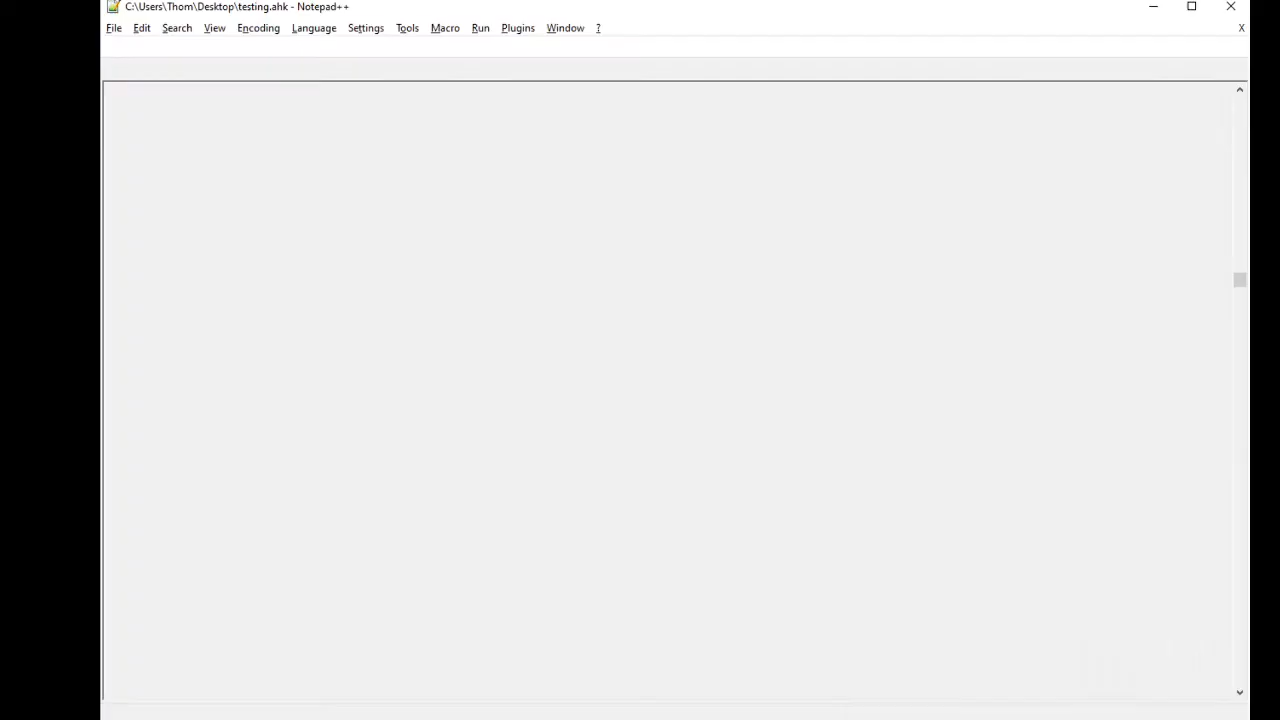 C:\Users\Thom\Desktop\testing.ahk - Notepad++
File Edit Search View Encoding Language Settings Tools Macro Run Plugins Window ? X